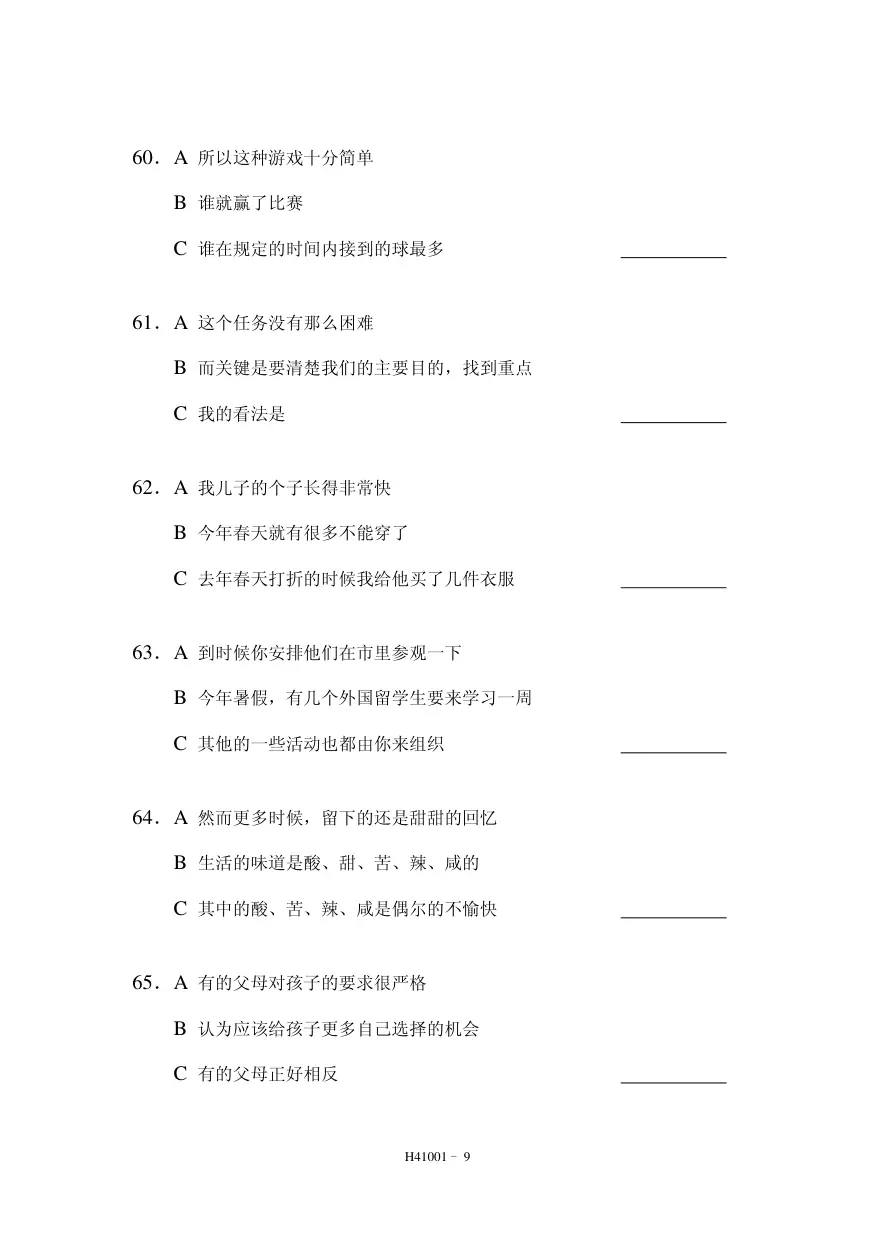 60. A 所以这种游戏十分简单
B 谁就赢了比赛
C 谁在规定的时间内接到的球最多
61. A 这个任务没有那么困难
B 而关键是要清楚我们的主要目的，找到重点
C 我的看法是
62. A 我儿子的个子长得非常快
B 今年春天就有很多不能穿了
C 去年春天打折的时候我给他买了几件衣服
63. A 到时候你安排他们在市里参观一下
B 今年暑假，有几个外国留学生要来学习一周
C 其他的一些活动也都由你来组织
64. A 然而更多时候，留下的还是甜甜的回忆
B 生活的味道是酸、甜、苦、辣、咸的
C 其中的酸、苦、辣、咸是偶尔的不愉快
65. A 有的父母对孩子的要求很严格
B 认为应该给孩子更多自己选择的机会
C 有的父母正好相反
H41001 - 9